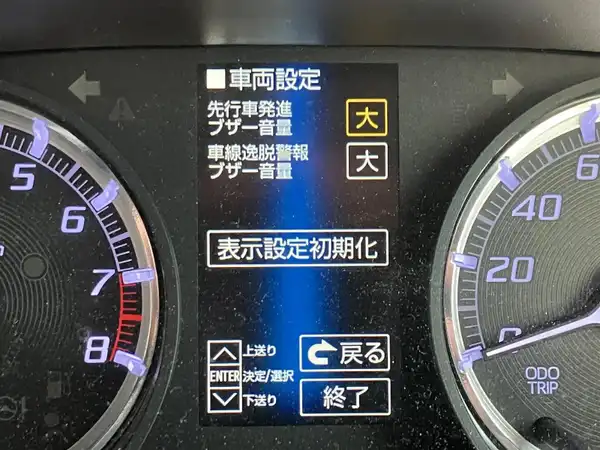 ■車両設定
先行車発進
ブザー音量
大
車線逸脱警報
ブザー音量
大
表示設定初期化
上送り
ENTER 決定/選択
下送り
戻る
終了
5
6
7
8
40
20
0
ODO
TRIP